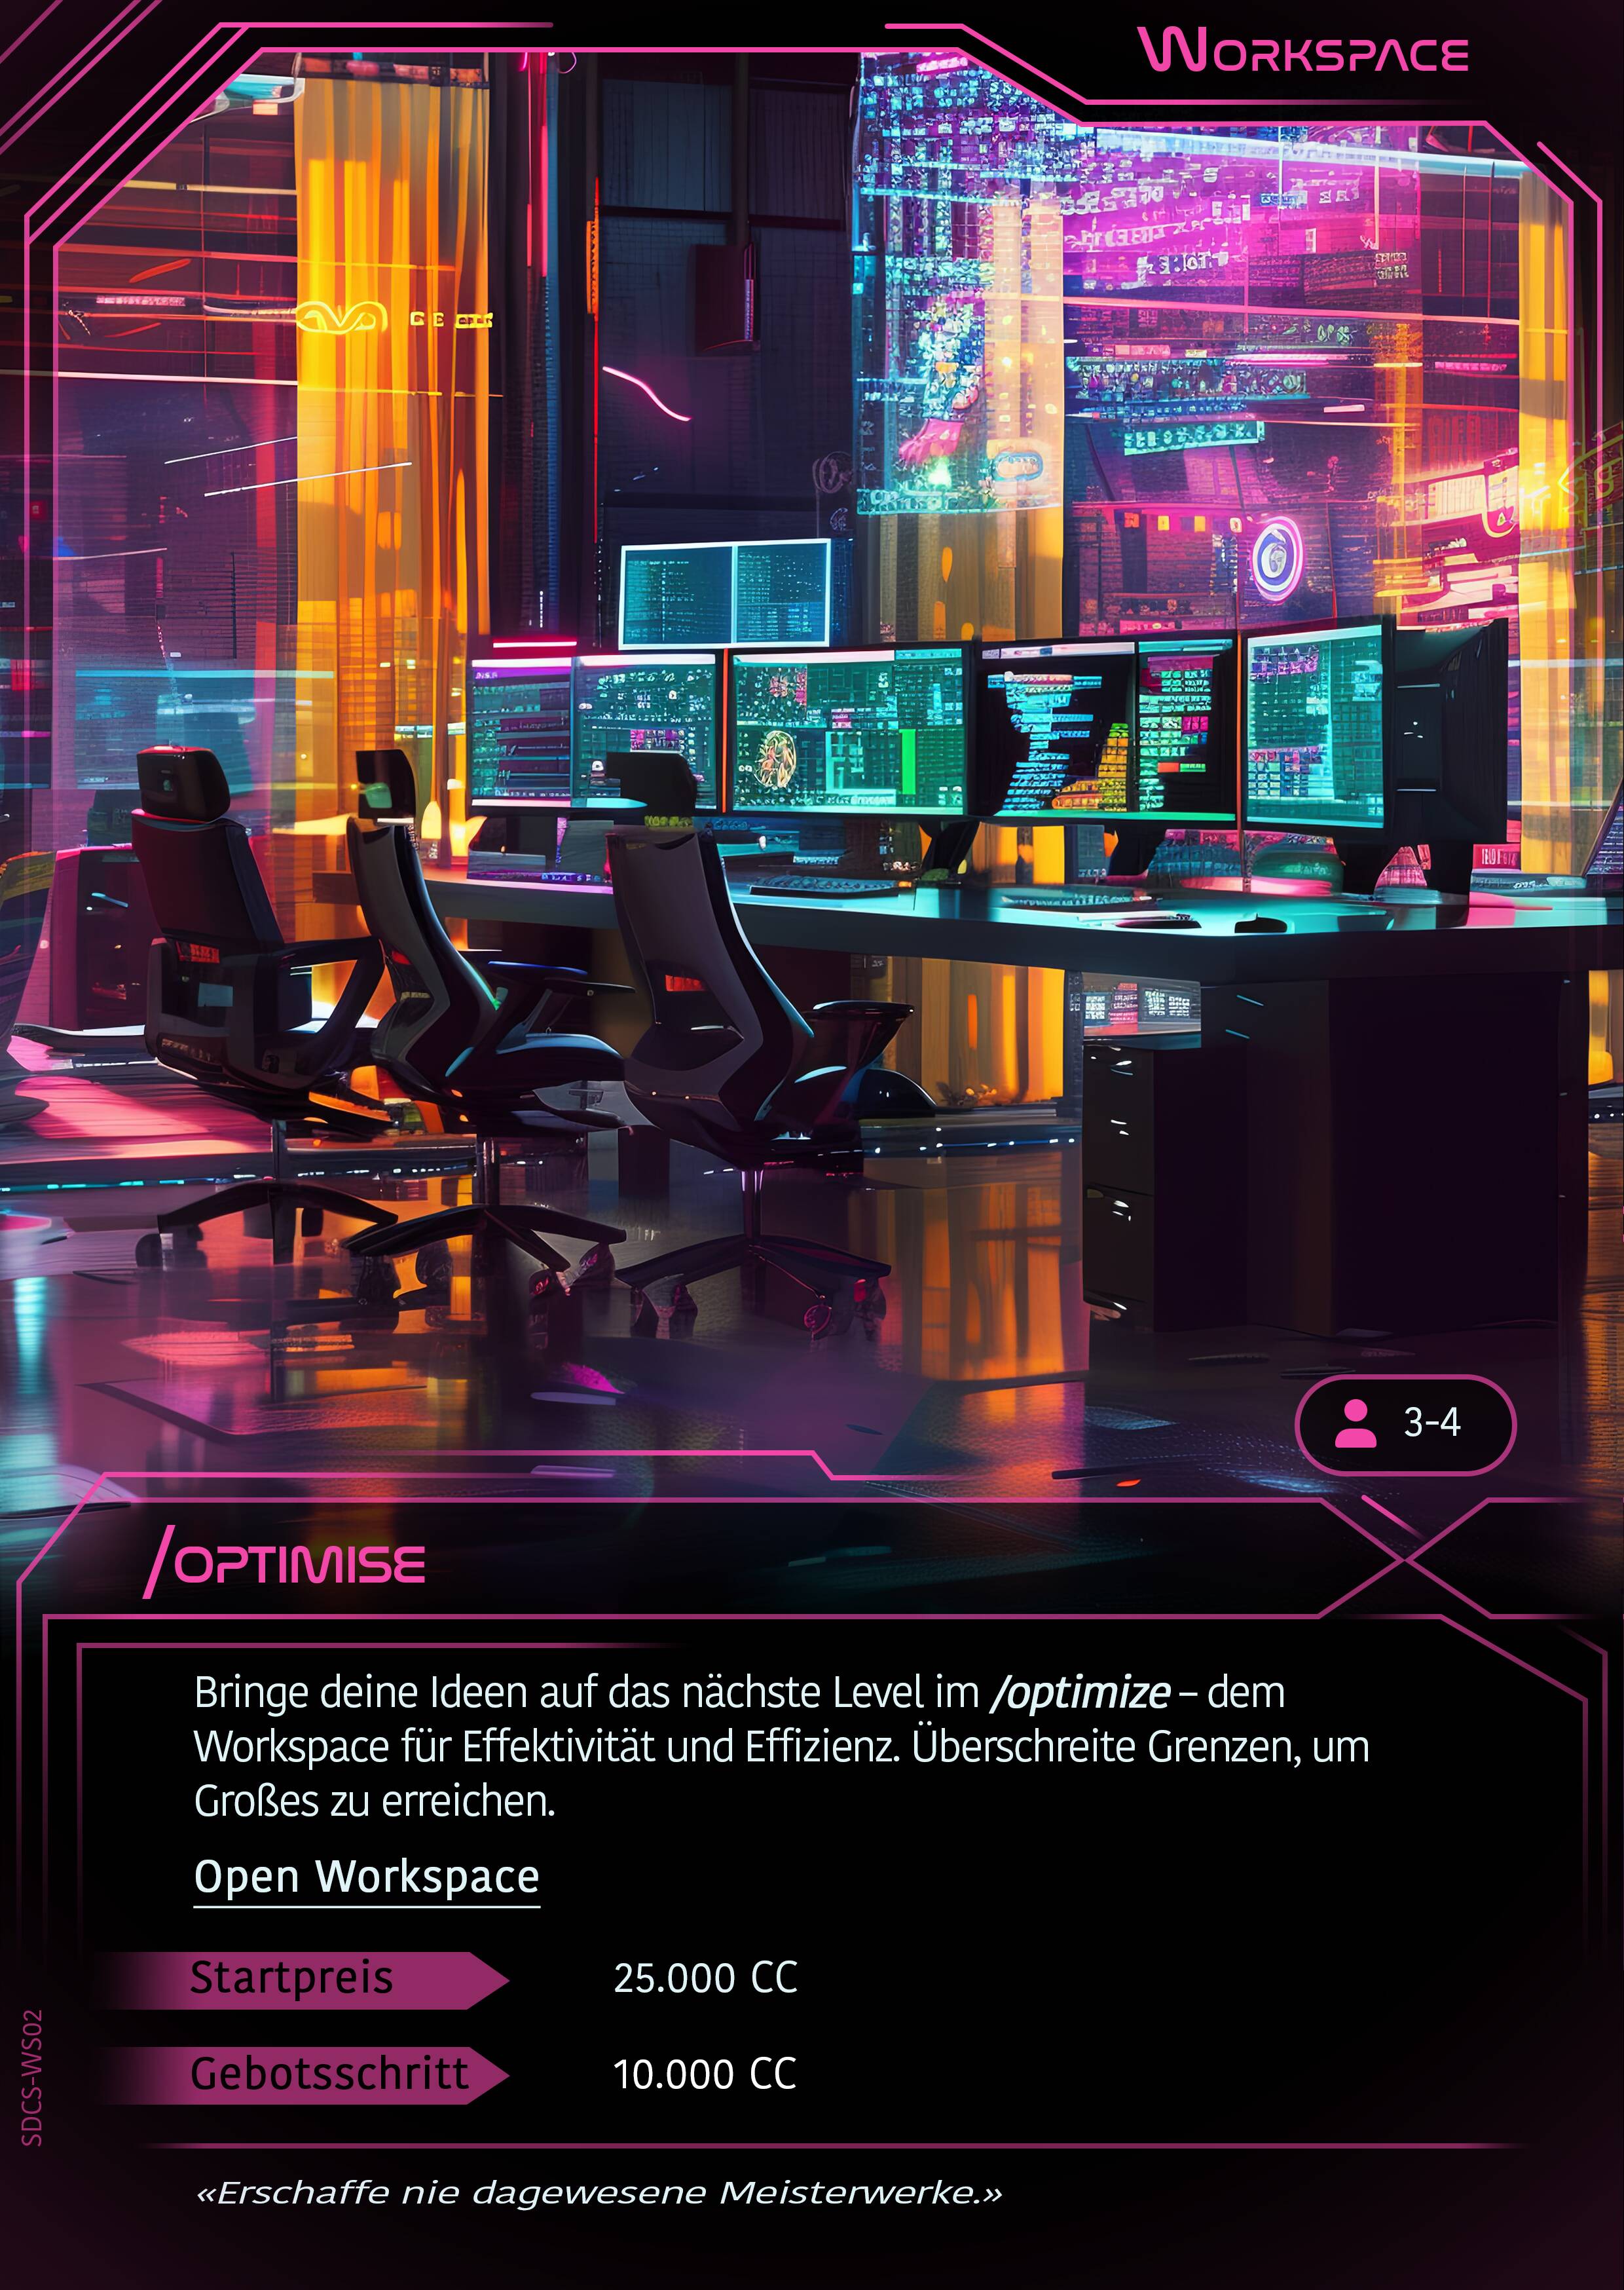 Workspace
3-4
/OPTIMISE
Bringe deine Ideen auf das nächste Level im /optimize – dem
Workspace für Effektivität und Effizienz. Überschreite Grenzen, um
Großes zu erreichen.
Open Workspace
Startpreis 25.000 CC
Gebotsschritt 10.000 CC
SDCS-WS02
«Erschaffe nie dagewesene Meisterwerke.»